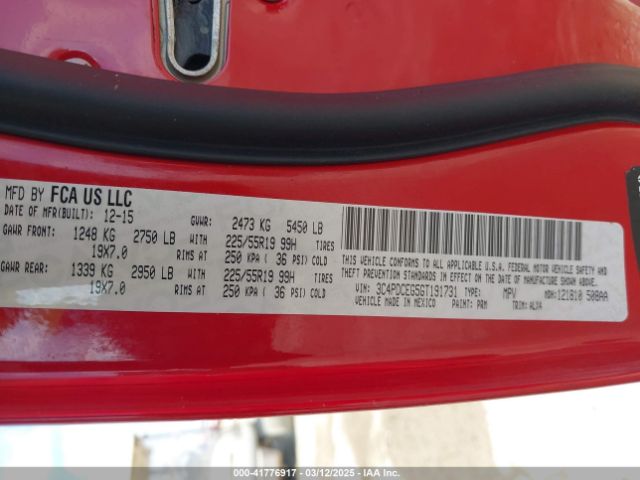 MFD BY FCA US LLC
DATE OF MFR(BUILT): 12-15 GVWR: 2473 KG 5450 LB
GAWR FRONT: 1248 KG 2750 LB WITH 225/55R19 99H TIRES
19X7.0 RIMS AT 250 KPA ( 36 PSI) COLD
GAWR REAR: 1339 KG 2950 LB WITH 225/55R19 99H TIRES
19X7.0 RIMS AT 250 KPA ( 36 PSI) COLD
THIS VEHICLE CONFORMS TO ALL APPLICABLE U.S.A. FEDERAL MOTOR VEHICLE SAFETY AND
THEFT PREVENTION STANDARDS IN EFFECT ON THE DATE OF MANUFACTURE SHOWN ABOVE.
VIN: 3C4PDCEG5GT191731 TYPE: MPV MDH:121810 508AA
VEHICLE MADE IN MEXICO PAINT: PRM TRIM: ALX4
000-41776917 / 03/12/2025 - IAA Inc.